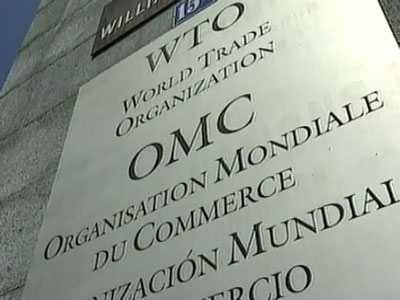 15
WTO
WORLD TRADE
ORGANIZATION
OMC
ORGANISATION MONDIALE
DU COMMERCE
MUNDIAL